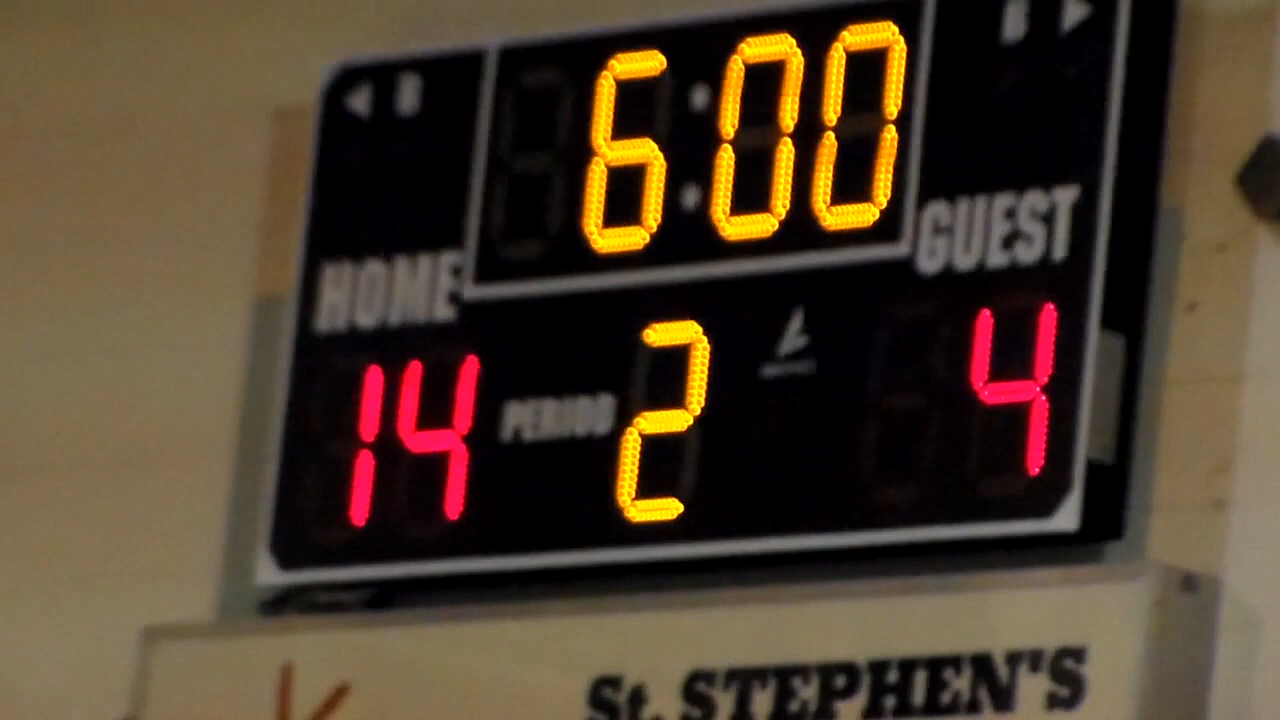 ◀ B
B ▶
6:00
HOME
GUEST
14
PERIOD
2
4
St. STEPHEN'S